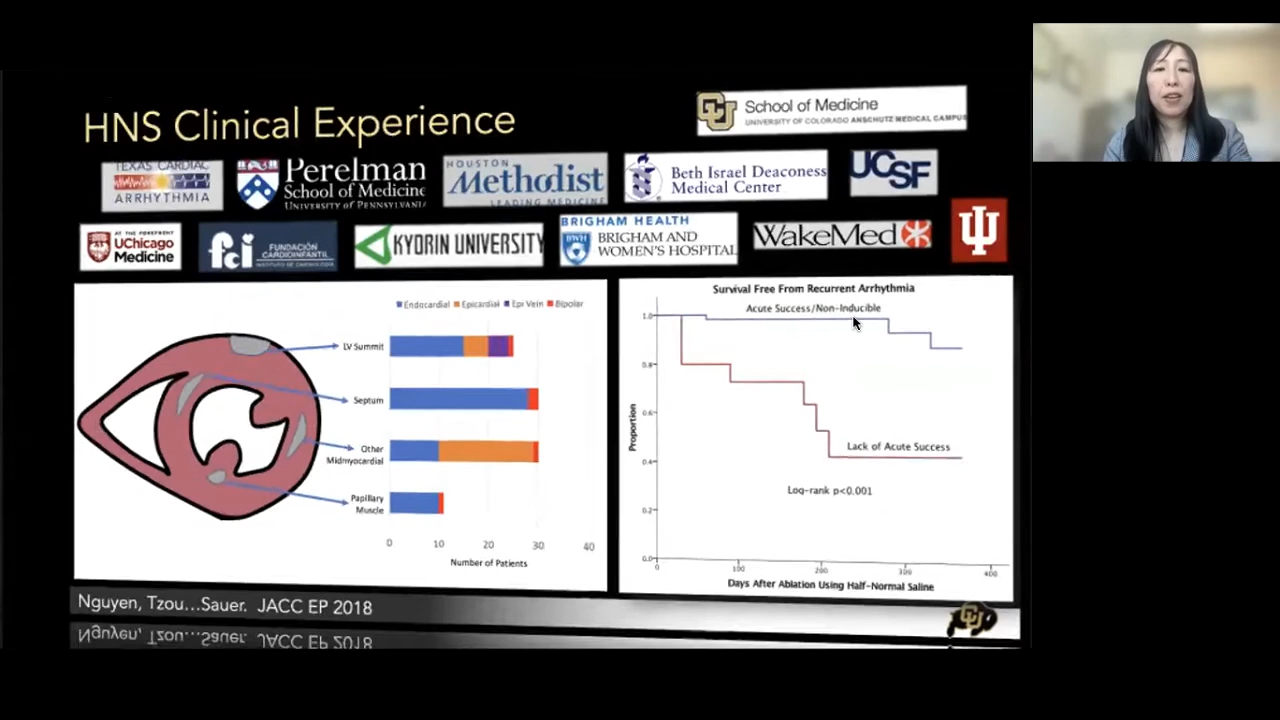 HNS Clinical Experience
CU School of Medicine
UNIVERSITY OF COLORADO ANSCHUTZ MEDICAL CAMPUS
TEXAS CARDIAC
ARRHYTHMIA
Perelman
School of Medicine
UNIVERSITY OF PENNSYLVANIA
HOUSTON
Methodist
LEADING MEDICINE
Beth Israel Deaconess
Medical Center
UCSF
AT THE FOREFRONT
UChicago
Medicine
fci
FUNDACIÓN
CARDIOINFANTIL
INSTITUTO DE CARDIOLOGÍA
KYORIN UNIVERSITY
BRIGHAM HEALTH
BWH
BRIGHAM AND
WOMEN'S HOSPITAL
WakeMed
Endocardial Epicardial Epi Vein Bipolar
LV Summit
Septum
Other
Midmyocardial
Papillary
Muscle
0 10 20 30 40
Number of Patients
Survival Free From Recurrent Arrhythmia
Acute Success/Non-Inducible
1.0
0.8
0.6
0.4
0.2
0.0
Proportion
Lack of Acute Success
Log-rank p<0.001
0 100 200 300 400
Days After Ablation Using Half-Normal Saline
Nguyen, Tzou...Sauer. JACC EP 2018
CU